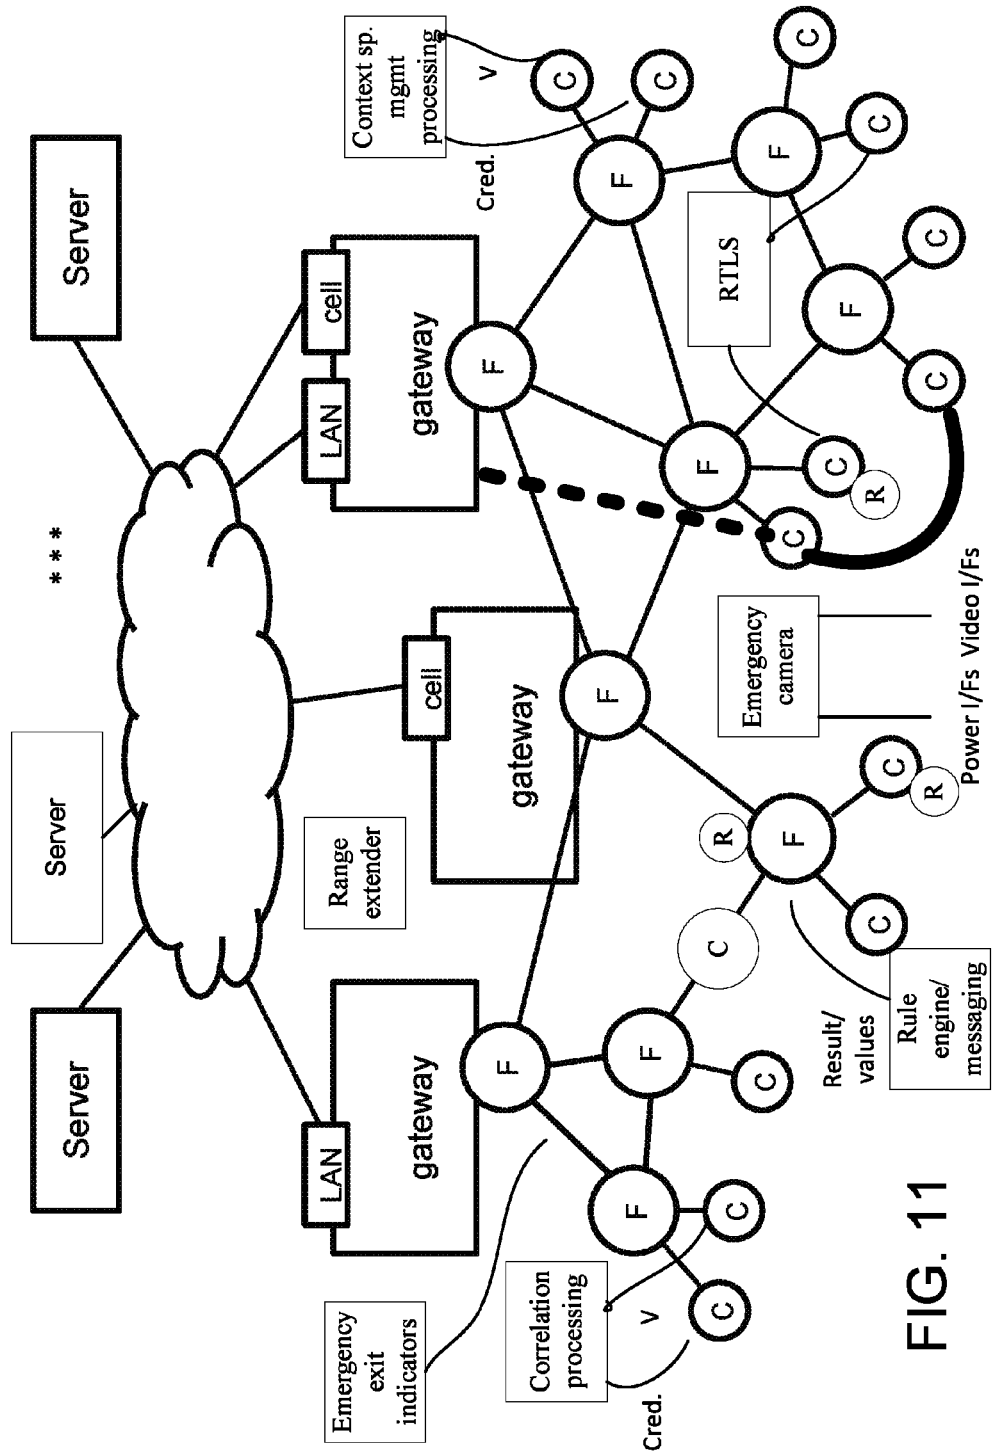 Server
Server
* * *
Server
LAN
gateway
Range
extender
cell
gateway
LAN
cell
gateway
Context sp.
mgmt
processing
Emergency
exit
indicators
Cred.
V
F
F
F
F
C
C
Correlation
processing
Cred.
V
F
F
C
C
C
C
R
F
C
C
R
F
C
R
C
RTLS
F
C
C
F
C
C
Emergency
camera
Power I/Fs
Video I/Fs
Result/
values
Rule
engine/
messaging
FIG. 11